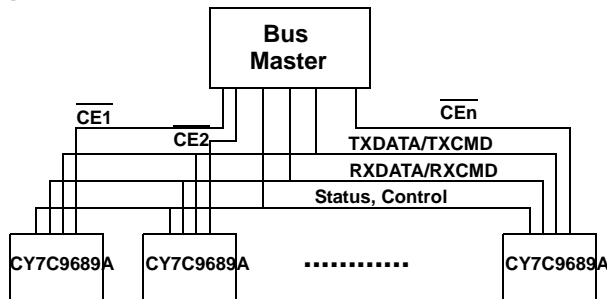 Bus
Master
CE1
CE2
CEn
TXDATA/TXCMD
RXDATA/RXCMD
Status, Control
CY7C9689A
CY7C9689A
............
CY7C9689A